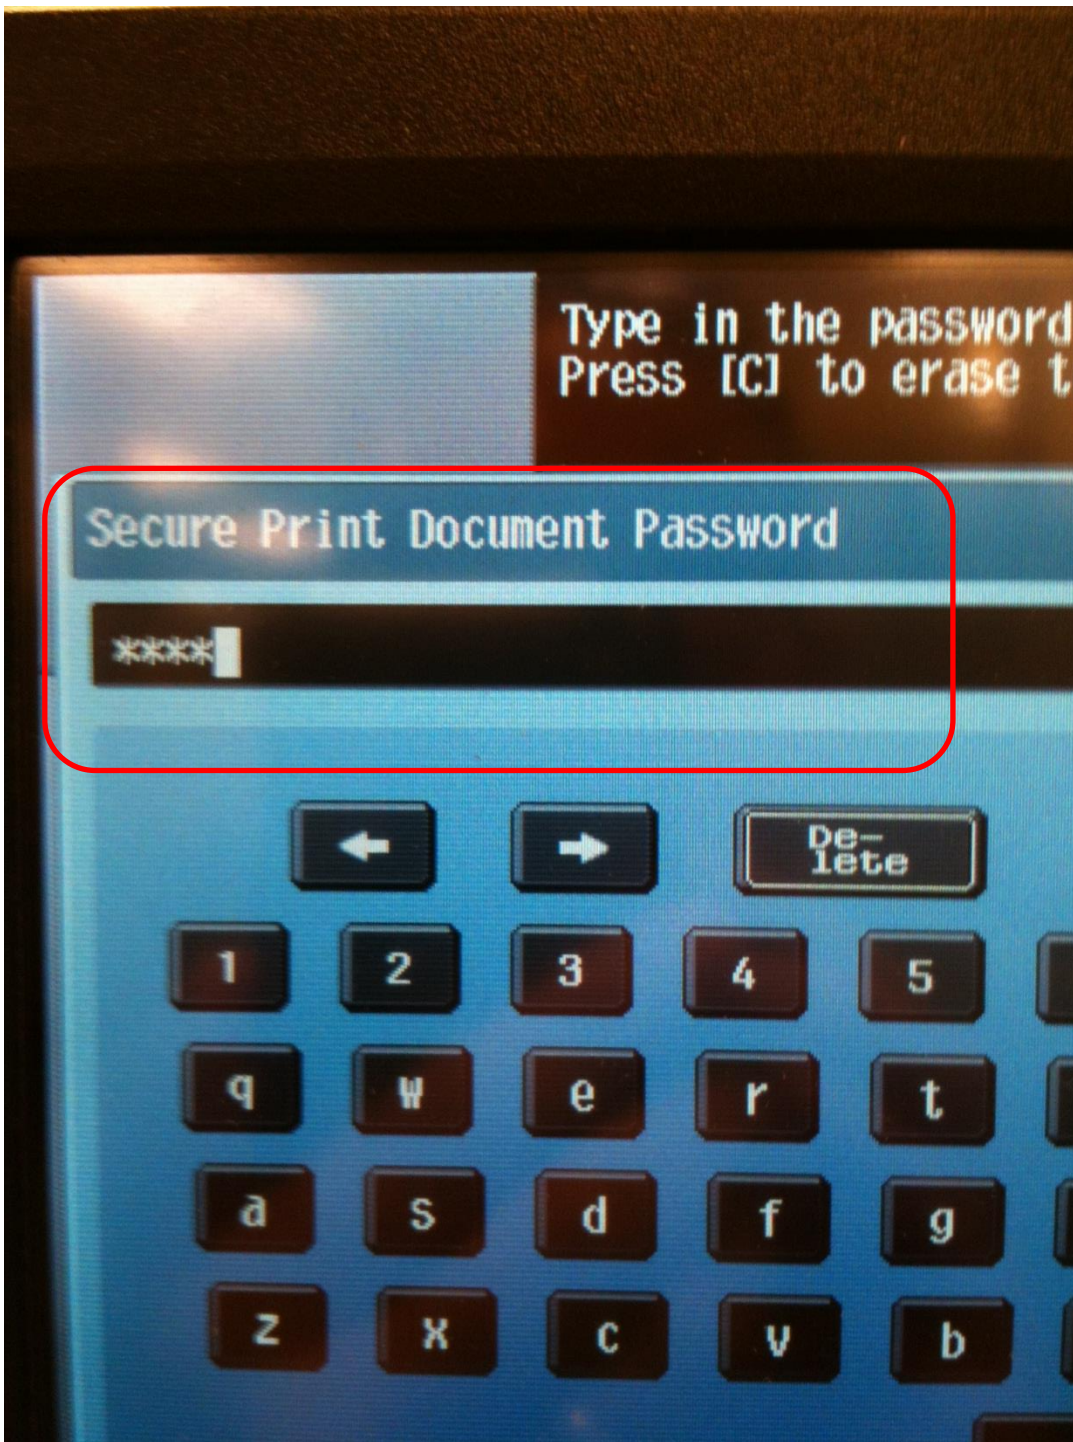 Type in the password
Press [C] to erase t
Secure Print Document Password
****
← → De-
lete
1 2 3 4 5
q w e r t
a s d f g
z x c v b